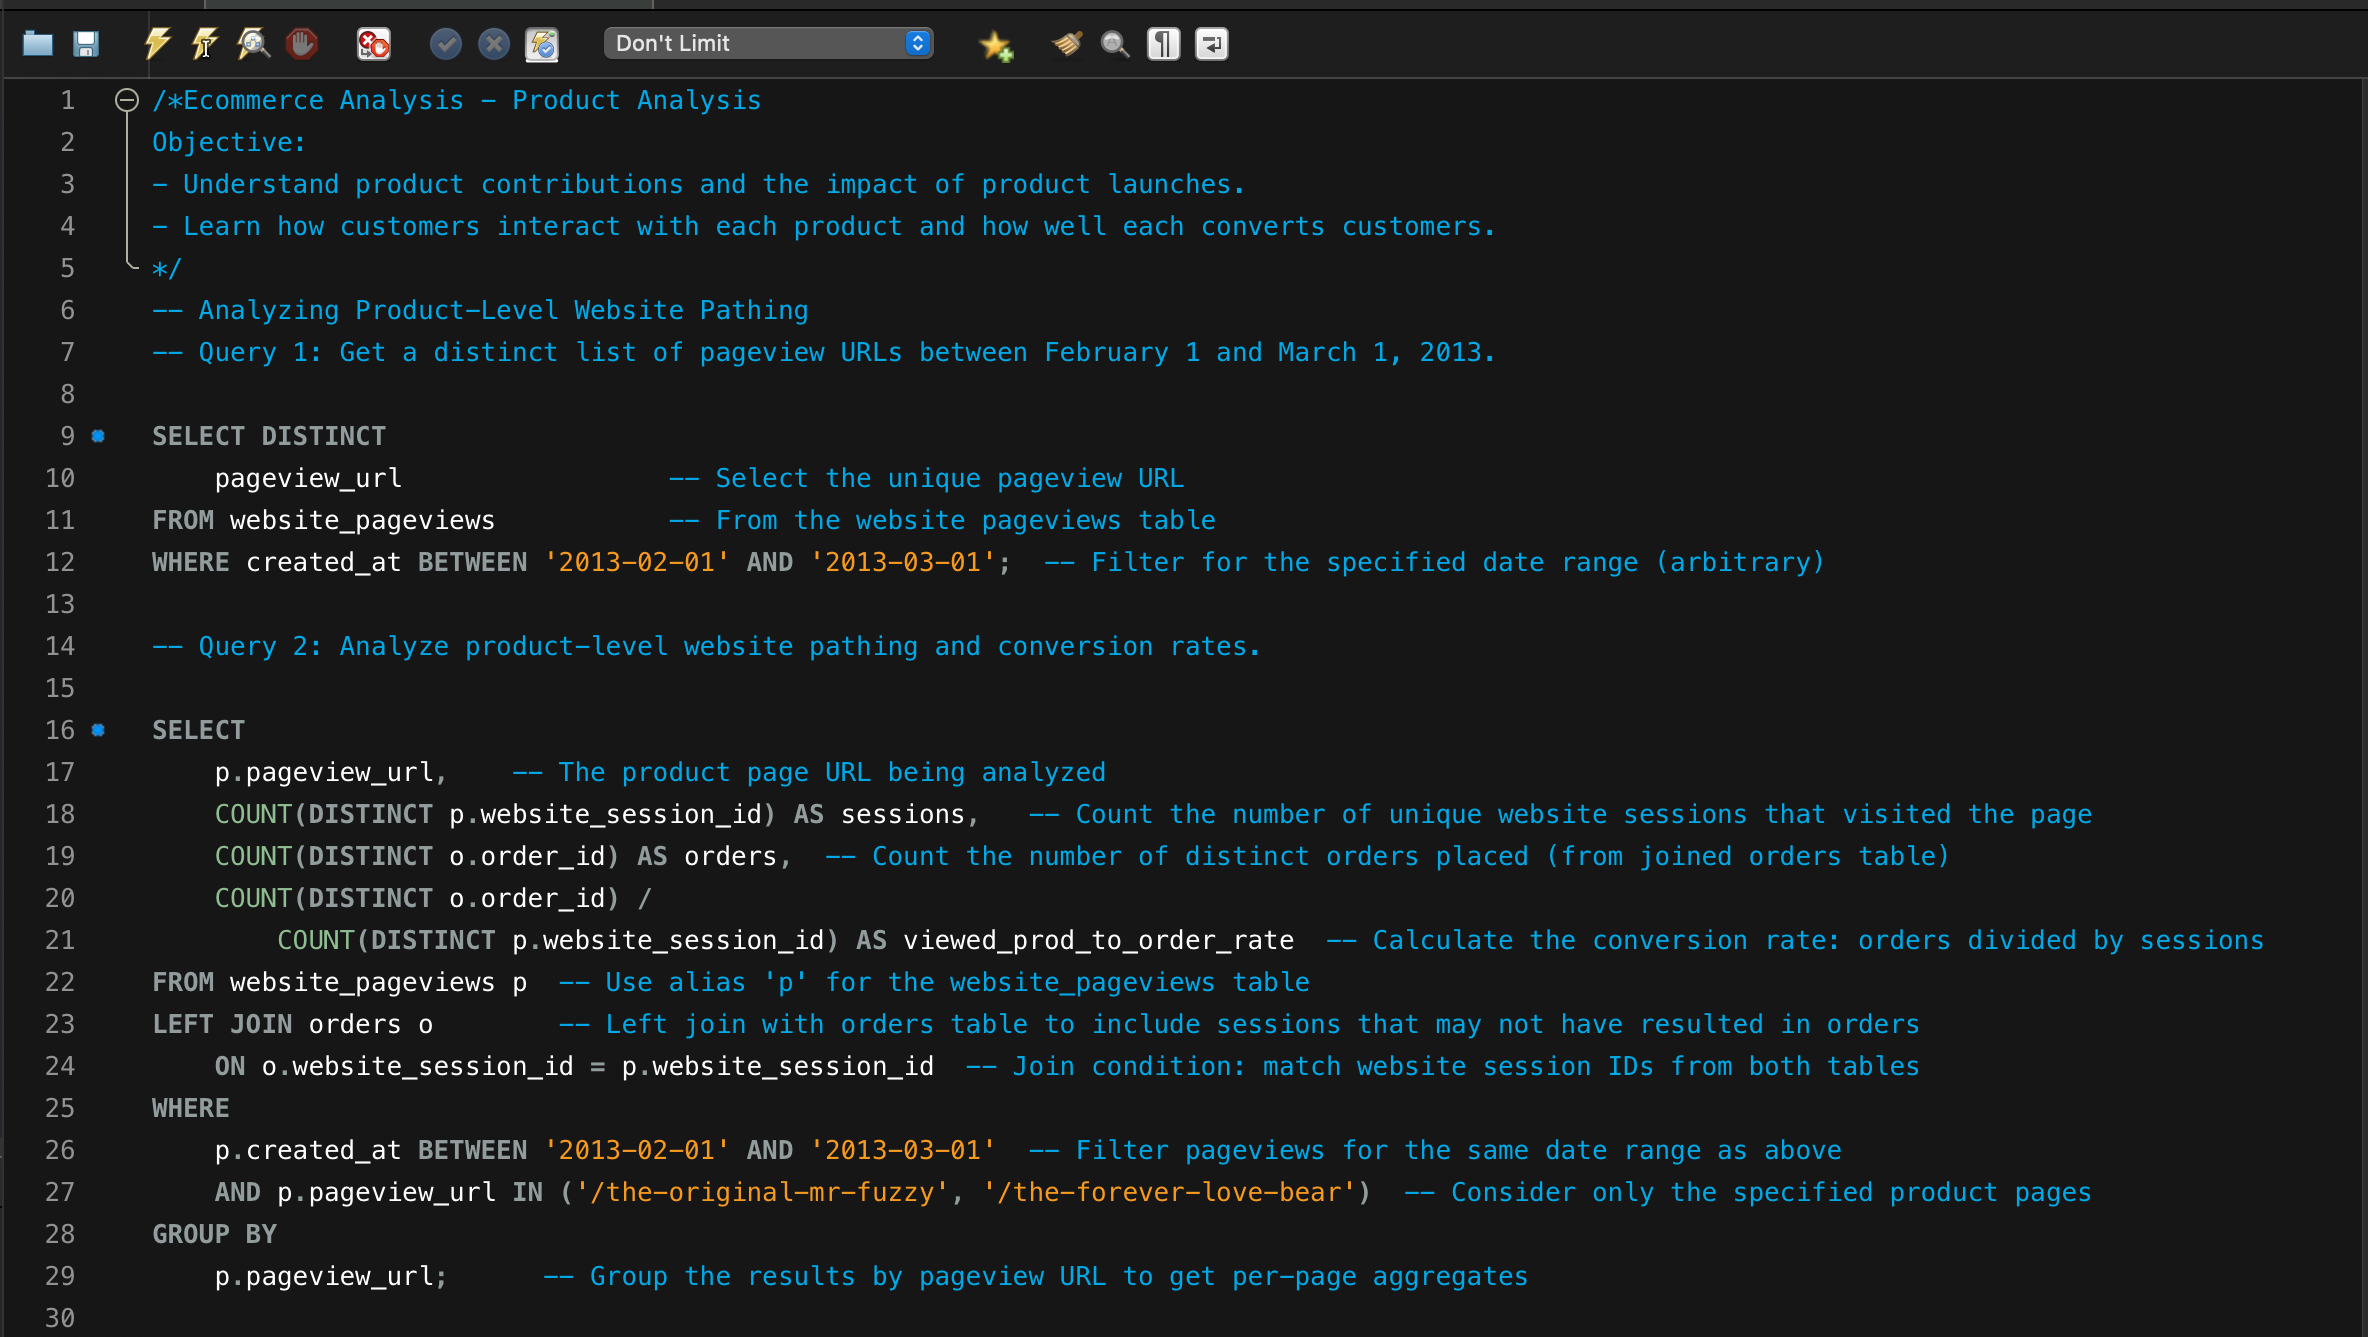 Don't Limit
1 /*Ecommerce Analysis - Product Analysis
2 Objective:
3 - Understand product contributions and the impact of product launches.
4 - Learn how customers interact with each product and how well each converts customers.
5 */
6 -- Analyzing Product-Level Website Pathing
7 -- Query 1: Get a distinct list of pageview URLs between February 1 and March 1, 2013.
8
9 SELECT DISTINCT
10     pageview_url                 -- Select the unique pageview URL
11 FROM website_pageviews           -- From the website pageviews table
12 WHERE created_at BETWEEN '2013-02-01' AND '2013-03-01';  -- Filter for the specified date range (arbitrary)
13
14 -- Query 2: Analyze product-level website pathing and conversion rates.
15
16 SELECT
17     p.pageview_url,    -- The product page URL being analyzed
18     COUNT(DISTINCT p.website_session_id) AS sessions,   -- Count the number of unique website sessions that visited the page
19     COUNT(DISTINCT o.order_id) AS orders,  -- Count the number of distinct orders placed (from joined orders table)
20     COUNT(DISTINCT o.order_id) /
21         COUNT(DISTINCT p.website_session_id) AS viewed_prod_to_order_rate  -- Calculate the conversion rate: orders divided by sessions
22 FROM website_pageviews p  -- Use alias 'p' for the website_pageviews table
23 LEFT JOIN orders o        -- Left join with orders table to include sessions that may not have resulted in orders
24     ON o.website_session_id = p.website_session_id  -- Join condition: match website session IDs from both tables
25 WHERE
26     p.created_at BETWEEN '2013-02-01' AND '2013-03-01'  -- Filter pageviews for the same date range as above
27     AND p.pageview_url IN ('/the-original-mr-fuzzy', '/the-forever-love-bear')  -- Consider only the specified product pages
28 GROUP BY
29     p.pageview_url;      -- Group the results by pageview URL to get per-page aggregates
30